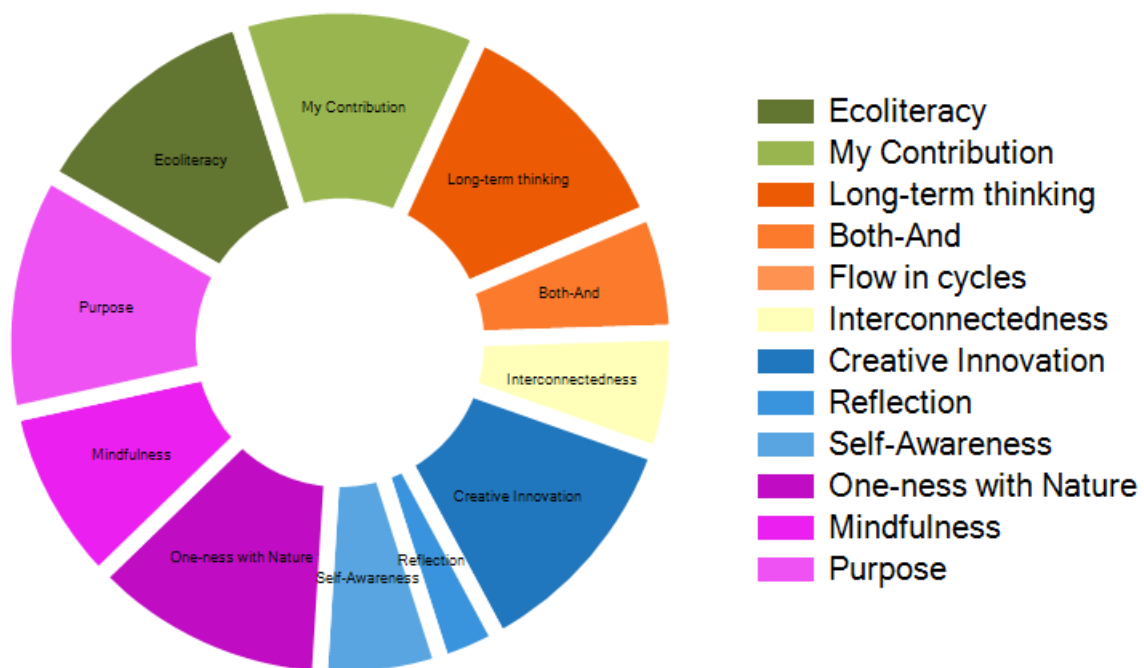 My Contribution
Ecoliteracy
Long-term thinking
Both-And
Purpose
Interconnectedness
Mindfulness
Creative Innovation
One-ness with Nature
Reflection
Self-Awareness
Ecoliteracy
My Contribution
Long-term thinking
Both-And
Flow in cycles
Interconnectedness
Creative Innovation
Reflection
Self-Awareness
One-ness with Nature
Mindfulness
Purpose